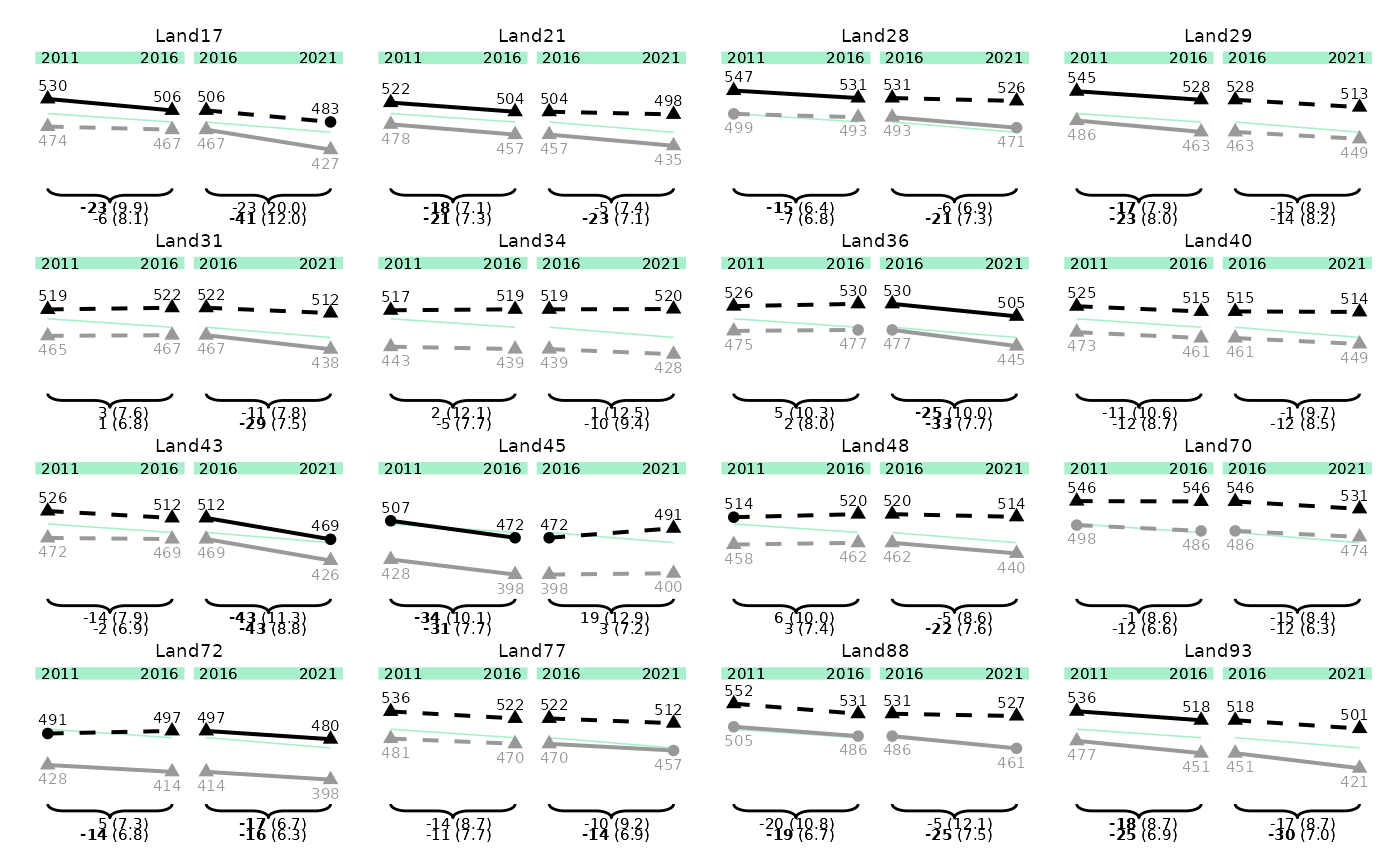 Land17 Land21 Land28 Land29
2011 2016 2016 2021 2011 2016 2016 2021 2011 2016 2016 2021 2011 2016 2016 2021
530 506 506 483 522 504 504 498 547 531 531 526 545 528 528 513
474 467 467 427 478 457 457 435 499 493 493 471 486 463 463 449
-23 (9.9) -23 (20.0) -18 (7.1) -5 (7.4) -15 (6.4) -6 (6.9) -17 (7.9) -15 (8.9)
-6 (8.1) -41 (12.0) -21 (7.3) -23 (7.1) -7 (6.8) -21 (7.3) -23 (8.0) -14 (8.2)
Land31 Land34 Land36 Land40
2011 2016 2016 2021 2011 2016 2016 2021 2011 2016 2016 2021 2011 2016 2016 2021
519 522 522 512 517 519 519 520 526 530 530 505 525 515 515 514
465 467 467 438 443 439 439 428 475 477 477 445 473 461 461 449
3 (7.6) -11 (7.8) 2 (12.1) 1 (12.5) 5 (10.3) -25 (10.0) -11 (10.6) -1 (9.7)
1 (6.8) -29 (7.5) -5 (7.7) -10 (9.4) 2 (8.0) -33 (7.7) -12 (8.7) -12 (8.5)
Land43 Land45 Land48 Land70
2011 2016 2016 2021 2011 2016 2016 2021 2011 2016 2016 2021 2011 2016 2016 2021
526 512 512 469 507 472 472 491 514 520 520 514 546 546 546 531
472 469 469 426 428 398 398 400 458 462 462 440 498 486 486 474
-14 (7.9) -43 (11.3) -34 (10.1) 19 (12.9) 6 (10.0) -5 (8.6) -1 (8.6) -15 (8.4)
-2 (6.9) -43 (8.8) -31 (7.7) 3 (7.2) 3 (7.4) -22 (7.6) -12 (6.6) -12 (6.3)
Land72 Land77 Land88 Land93
2011 2016 2016 2021 2011 2016 2016 2021 2011 2016 2016 2021 2011 2016 2016 2021
491 497 497 480 536 522 522 512 552 531 531 527 536 518 518 501
428 414 414 398 481 470 470 457 505 486 486 461 477 451 451 421
5 (7.3) -17 (6.7) -14 (8.7) -10 (9.2) -20 (10.8) -5 (12.1) -18 (8.7) -17 (8.7)
-14 (6.8) -16 (6.3) -11 (7.7) -14 (6.9) -19 (6.7) -25 (7.5) -25 (6.9) -30 (7.0)